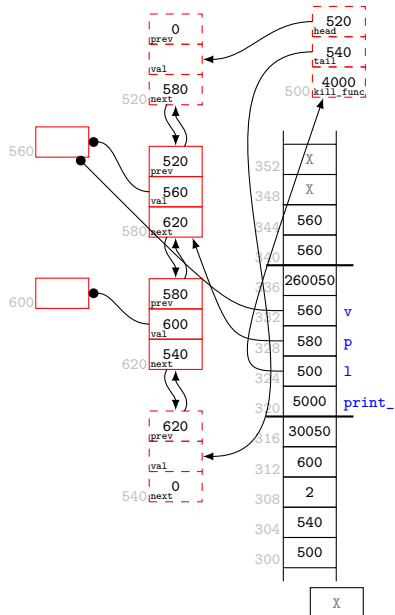 0
prev
val
580
520 next
520
head
540
tail
4000
500 kill_func
560
520
prev
560
val
620
580 next
600
580
prev
600
val
540
620 next
620
prev
val
0
540 next
352 X
348 X
344 560
340 560
336 260050
332 560 v
328 580 p
324 500 l
320 5000 print_
316 30050
312 600
308 2
304 540
300 500
X